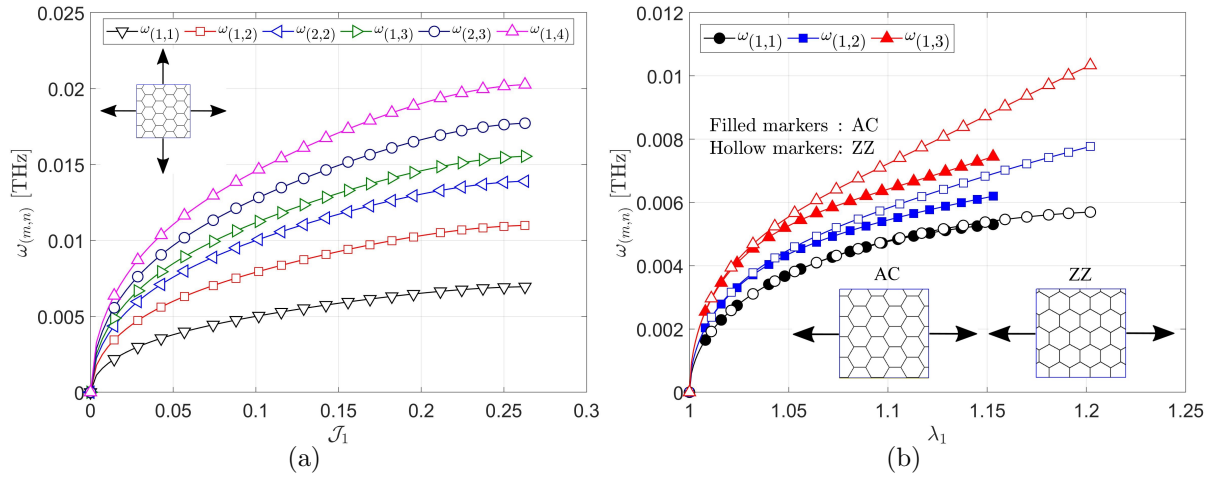 0.025
0.02
0.015
0.01
0.005
0
ω(m,n) [THz]
ω(1,1) ω(1,2) ω(2,2) ω(1,3) ω(2,3) ω(1,4)
0 0.05 0.1 0.15 0.2 0.25 0.3
𝒥₁
(a)
0.012
0.01
0.008
0.006
0.004
0.002
0
ω(m,n) [THz]
ω(1,1) ω(1,2) ω(1,3)
Filled markers : AC
Hollow markers: ZZ
AC ZZ
1 1.05 1.1 1.15 1.2 1.25
λ₁
(b)